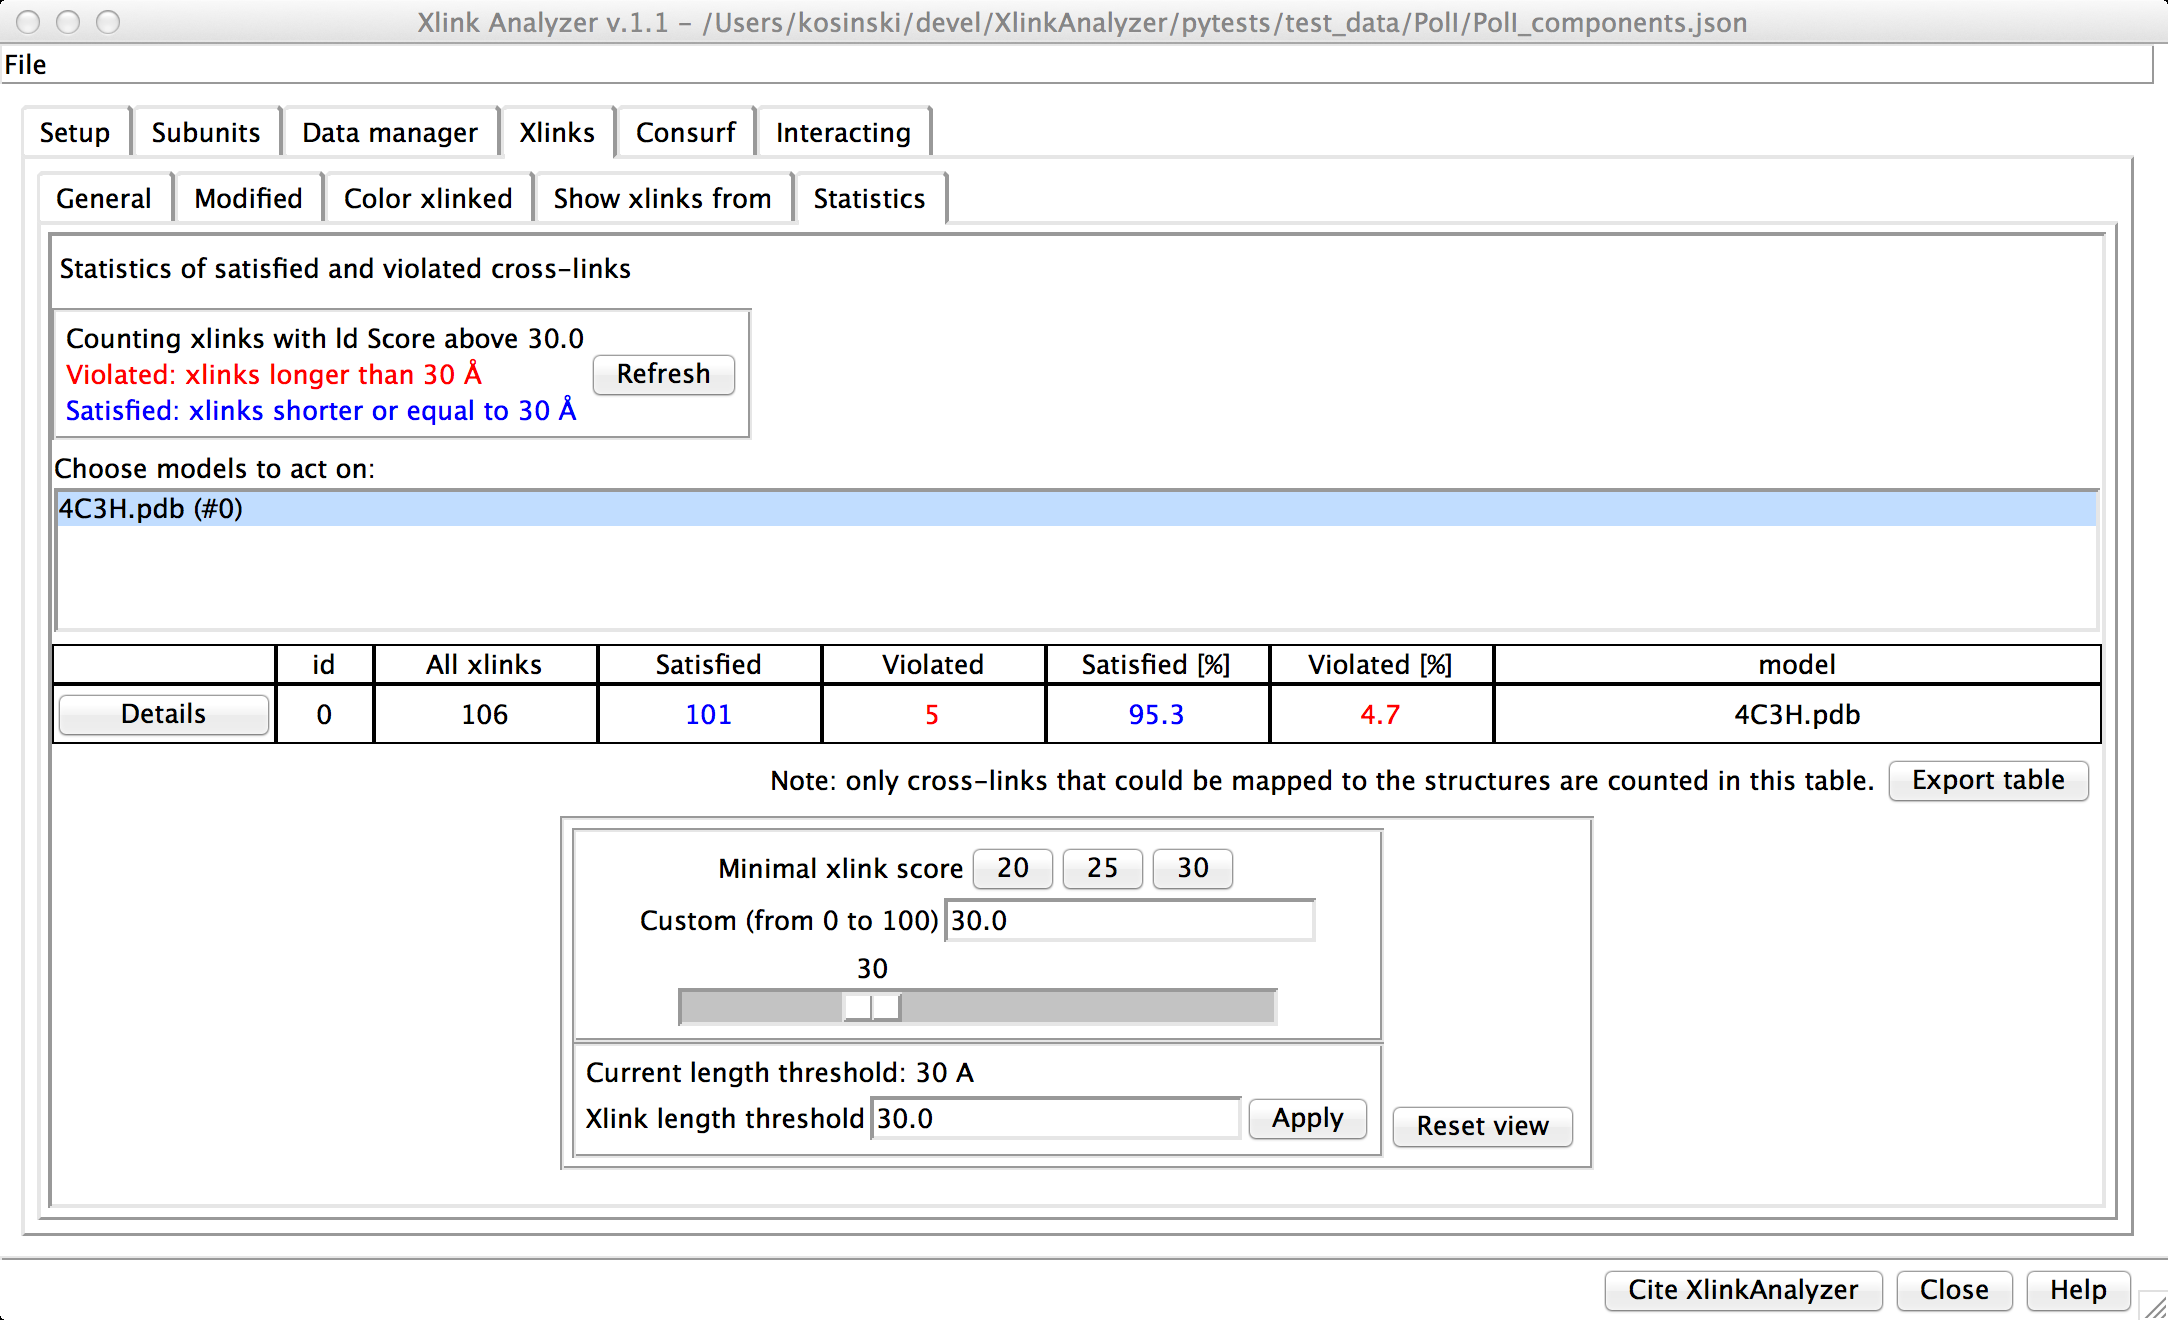 Xlink Analyzer v.1.1 – /Users/kosinski/devel/XlinkAnalyzer/pytests/test_data/PolI/PolI_components.json
File
Setup Subunits Data manager Xlinks Consurf Interacting
General Modified Color xlinked Show xlinks from Statistics
Statistics of satisfied and violated cross-links
Counting xlinks with ld Score above 30.0
Violated: xlinks longer than 30 Å
Refresh
Satisfied: xlinks shorter or equal to 30 Å
Choose models to act on:
4C3H.pdb (#0)
id All xlinks Satisfied Violated Satisfied [%] Violated [%] model
Details 0 106 101 5 95.3 4.7 4C3H.pdb
Note: only cross-links that could be mapped to the structures are counted in this table. Export table
Minimal xlink score 20 25 30
Custom (from 0 to 100) 30.0
30
Current length threshold: 30 A
Xlink length threshold 30.0 Apply Reset view
Cite XlinkAnalyzer Close Help